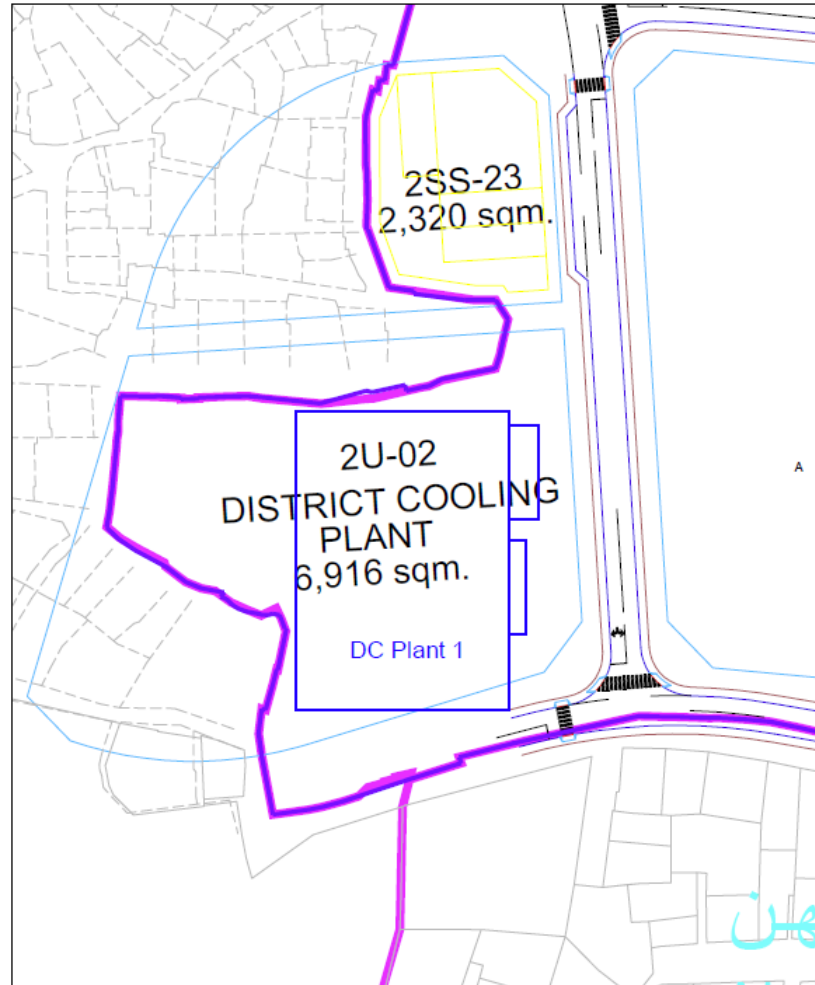 2SS-23
2,320 sqm.
2U-02
DISTRICT COOLING
PLANT
6,916 sqm.
DC Plant 1
A